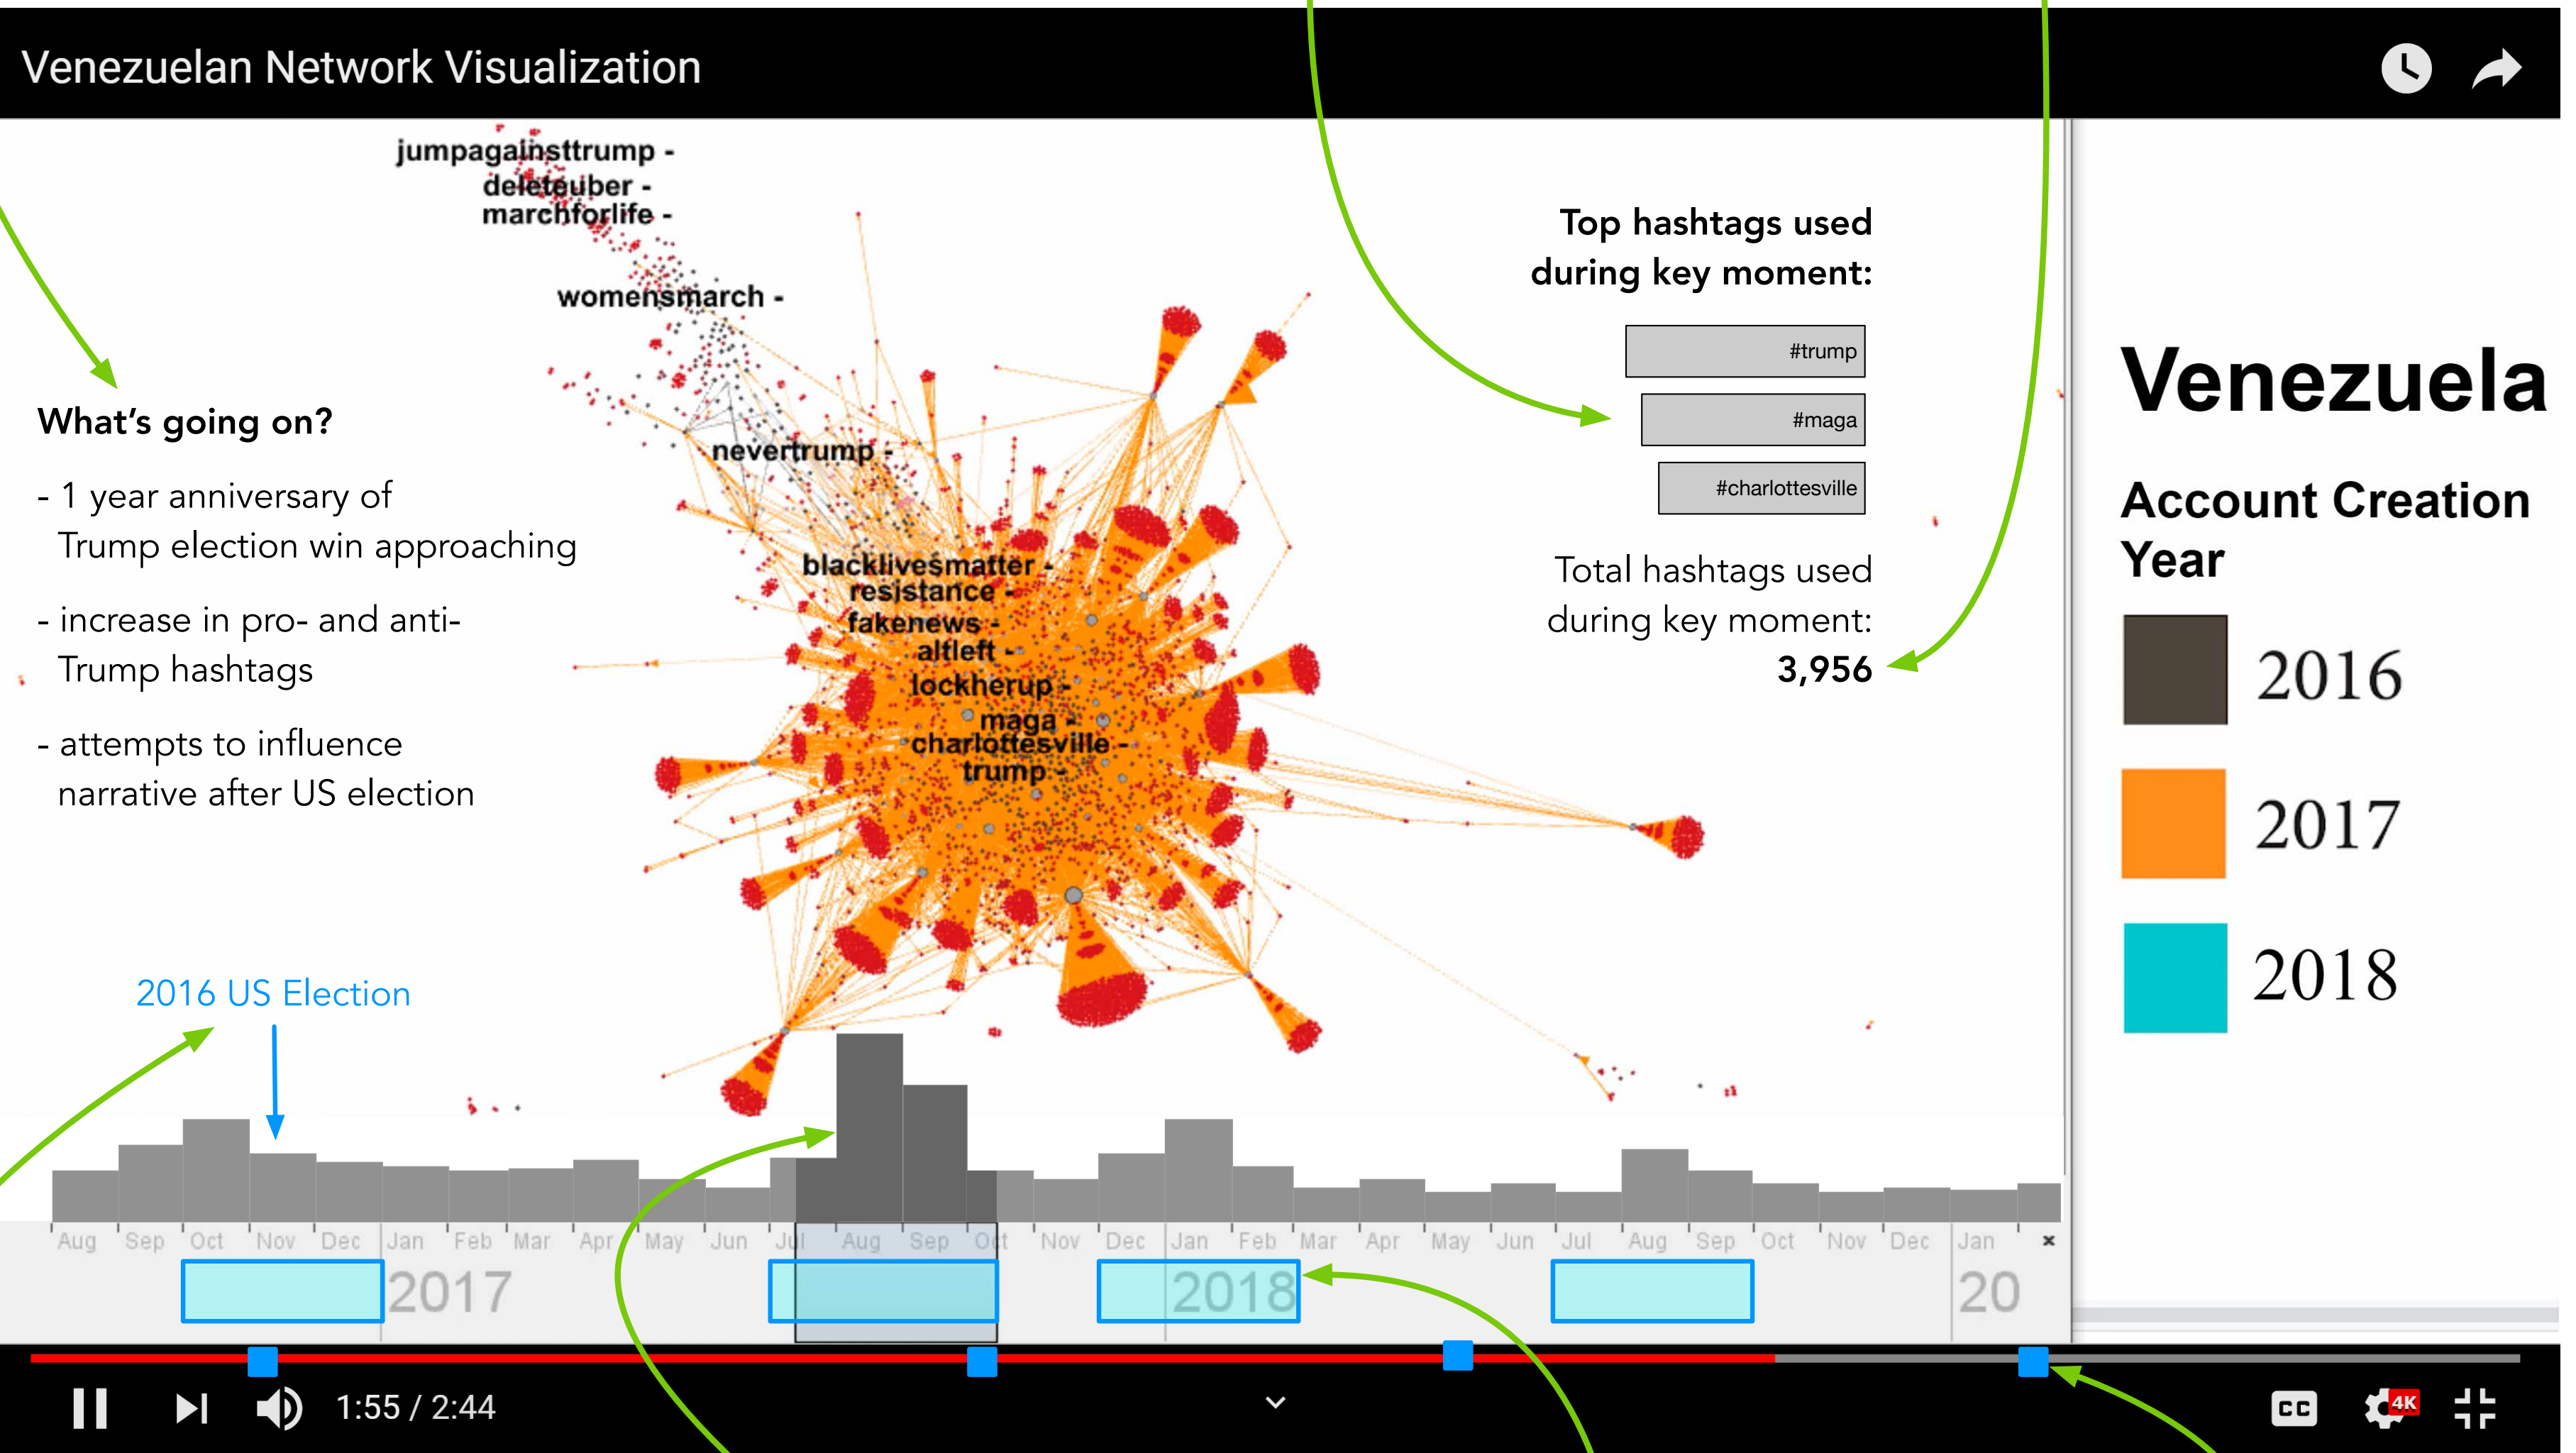 Venezuelan Network Visualization
jumpagainsttrump -
deleteuber -
marchforlife -
womensmarch -
nevertrump -
blacklivesmatter -
resistance -
fakenews -
altleft -
lockherup -
maga -
charlottesville -
trump -
What's going on?
- 1 year anniversary of
Trump election win approaching
- increase in pro- and anti-
Trump hashtags
- attempts to influence
narrative after US election
Top hashtags used
during key moment:
#trump
#maga
#charlottesville
Total hashtags used
during key moment:
3,956
Venezuela
Account Creation
Year
2016
2017
2018
2016 US Election
Aug Sep Oct Nov Dec Jan Feb Mar Apr May Jun Jul Aug Sep Oct Nov Dec Jan Feb Mar Apr May Jun Jul Aug Sep Oct Nov Dec Jan ×
2017 2018 20
1:55 / 2:44
CC 4K